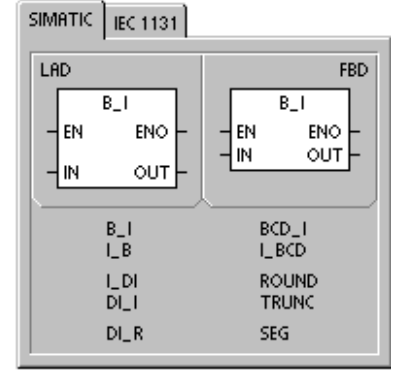 SIMATIC IEC 1131
LAD FBD
B_I B_I
EN ENO EN ENO
IN OUT IN OUT
B_I BCD_I
I_B I_BCD
I_DI ROUND
DI_I TRUNC
DI_R SEG